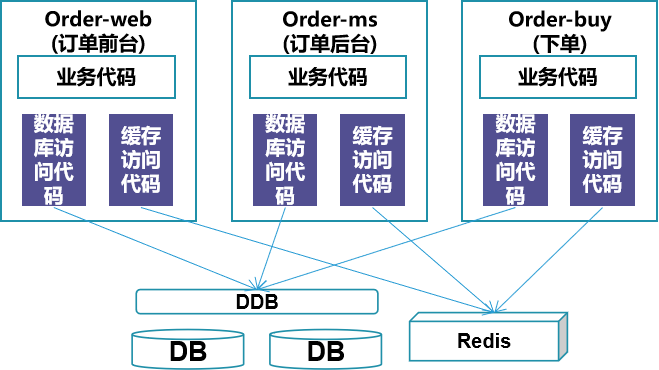 Order-web
(订单前台)
业务代码
数据
库访
问代
码
缓存
访问
代码
Order-ms
(订单后台)
业务代码
数据
库访
问代
码
缓存
访问
代码
Order-buy
(下单)
业务代码
数据
库访
问代
码
缓存
访问
代码
DDB
DB
DB
Redis